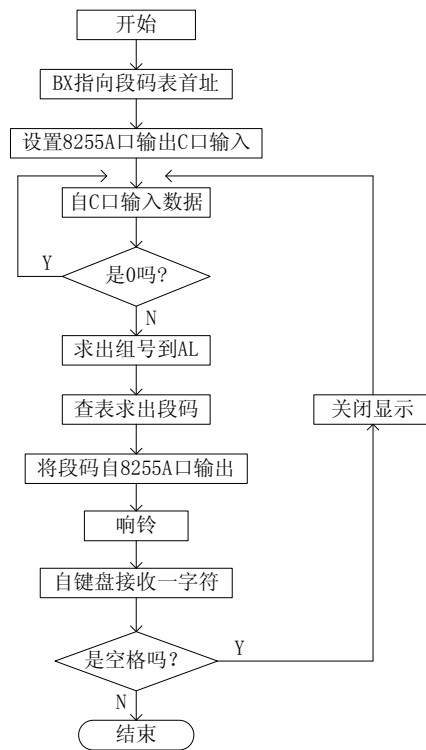 开始
BX指向段码表首址
设置8255A口输出C口输入
自C口输入数据
Y
是0吗?
N
求出组号到AL
查表求出段码
关闭显示
将段码自8255A口输出
响铃
自键盘接收一字符
是空格吗？
Y
N
结束